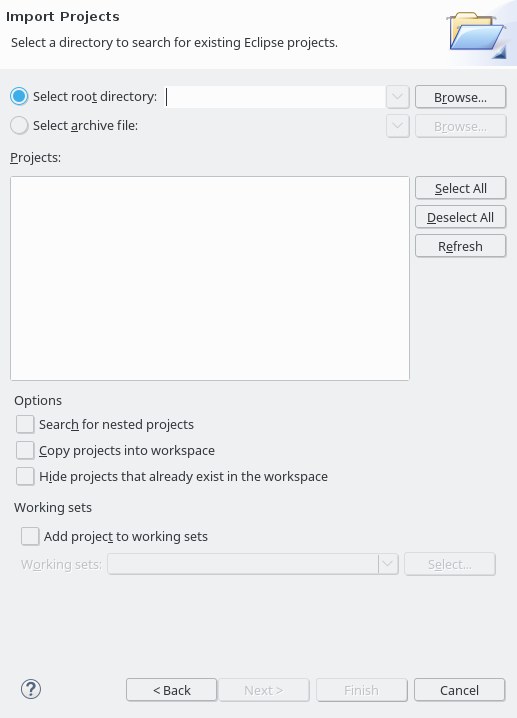 Import Projects
Select a directory to search for existing Eclipse projects.
Select root directory: Browse...
Select archive file: Browse...
Projects:
Select All
Deselect All
Refresh
Options
Search for nested projects
Copy projects into workspace
Hide projects that already exist in the workspace
Working sets
Add project to working sets
Working sets: Select...
? < Back Next > Finish Cancel